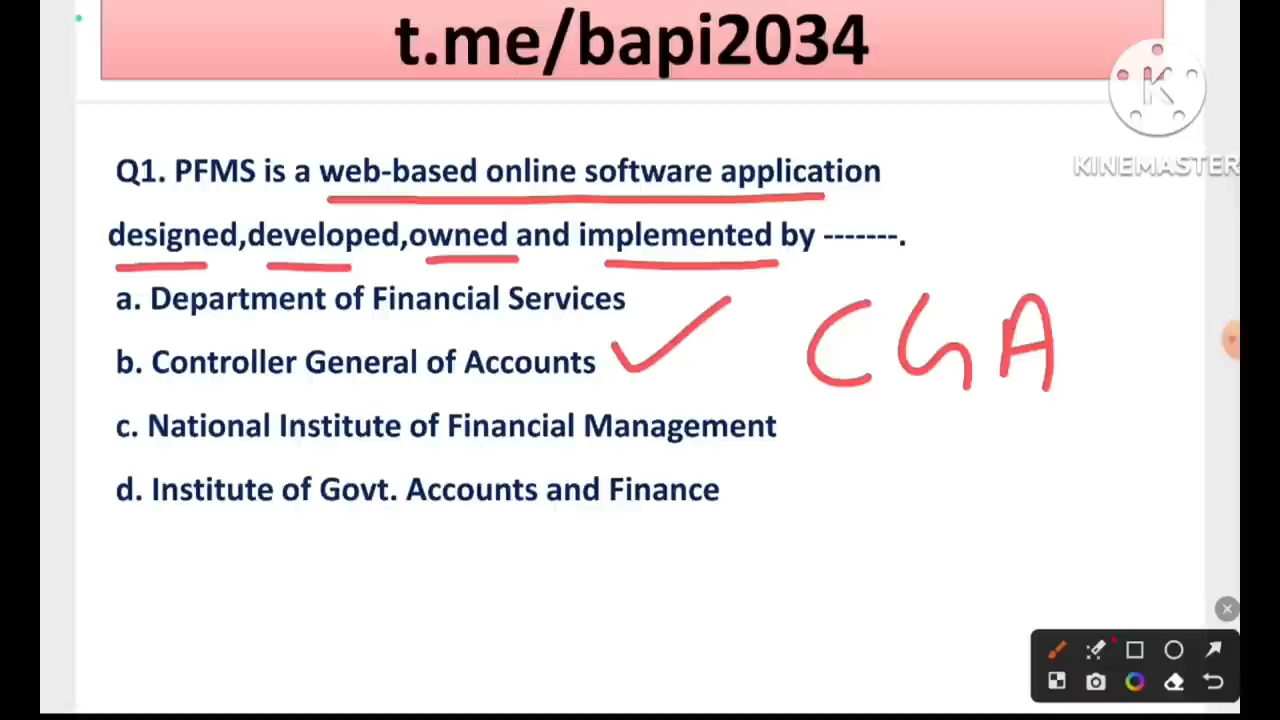 t.me/bapi2034
KINEMASTER
Q1. PFMS is a web-based online software application
designed,developed,owned and implemented by -------.
a. Department of Financial Services
b. Controller General of Accounts
CGA
c. National Institute of Financial Management
d. Institute of Govt. Accounts and Finance